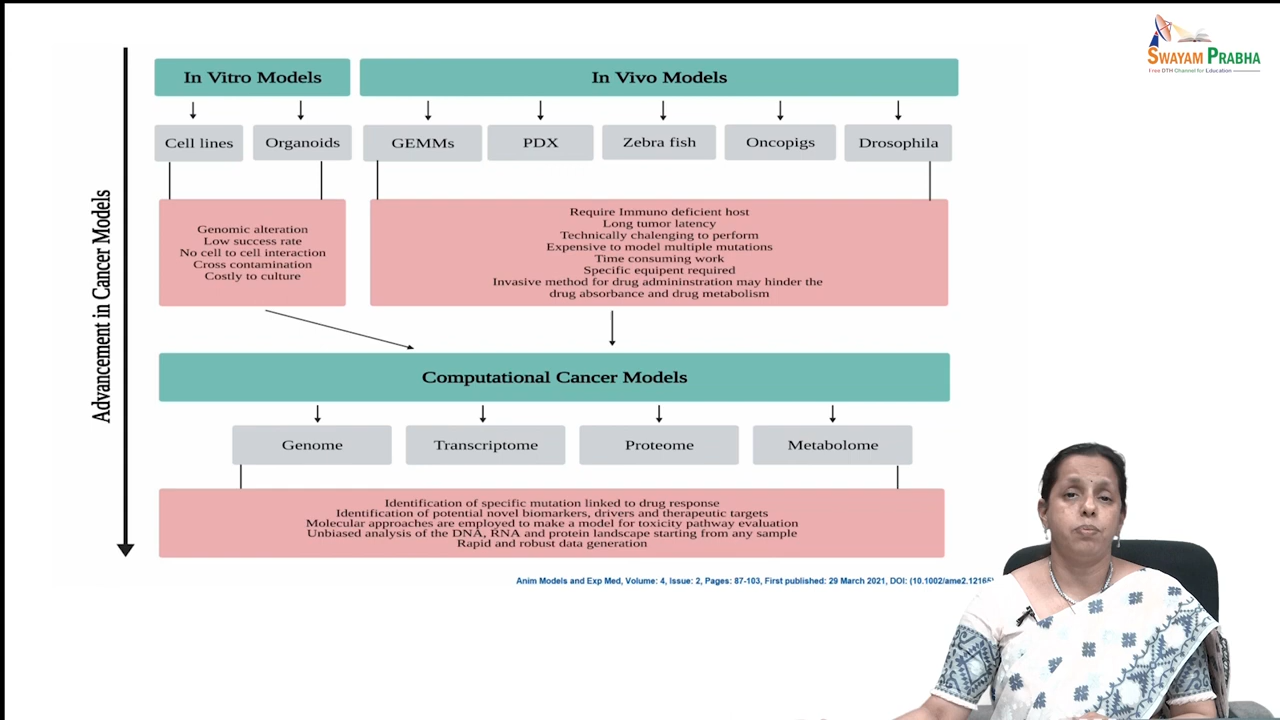 SWAYAM PRABHA
Free DTH Channel for Education
In Vitro Models
In Vivo Models
Cell lines
Organoids
GEMMs
PDX
Zebra fish
Oncopigs
Drosophila
Advancement in Cancer Models
Genomic alteration
Low success rate
No cell to cell interaction
Cross contamination
Costly to culture
Require Immuno deficient host
Long tumor latency
Technically chalenging to perform
Expensive to model multiple mutations
Time consuming work
Specific equipent required
Invasive method for drug admininstration may hinder the
drug absorbance and drug metabolism
Computational Cancer Models
Genome
Transcriptome
Proteome
Metabolome
Identification of specific mutation linked to drug response
Identification of potential novel biomarkers, drivers and therapeutic targets
Molecular approaches are employed to make a model for toxicity pathway evaluation
Unbiased analysis of the DNA, RNA and protein landscape starting from any sample
Rapid and robust data generation
Anim Models and Exp Med, Volume: 4, Issue: 2, Pages: 87-103, First published: 29 March 2021, DOI: (10.1002/ame2.12165)